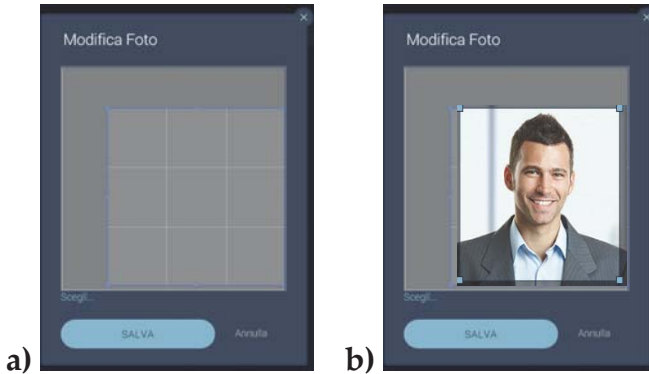 Modifica Foto
Scegli...
SALVA Annulla
a)
Modifica Foto
Scegli...
SALVA Annulla
b)